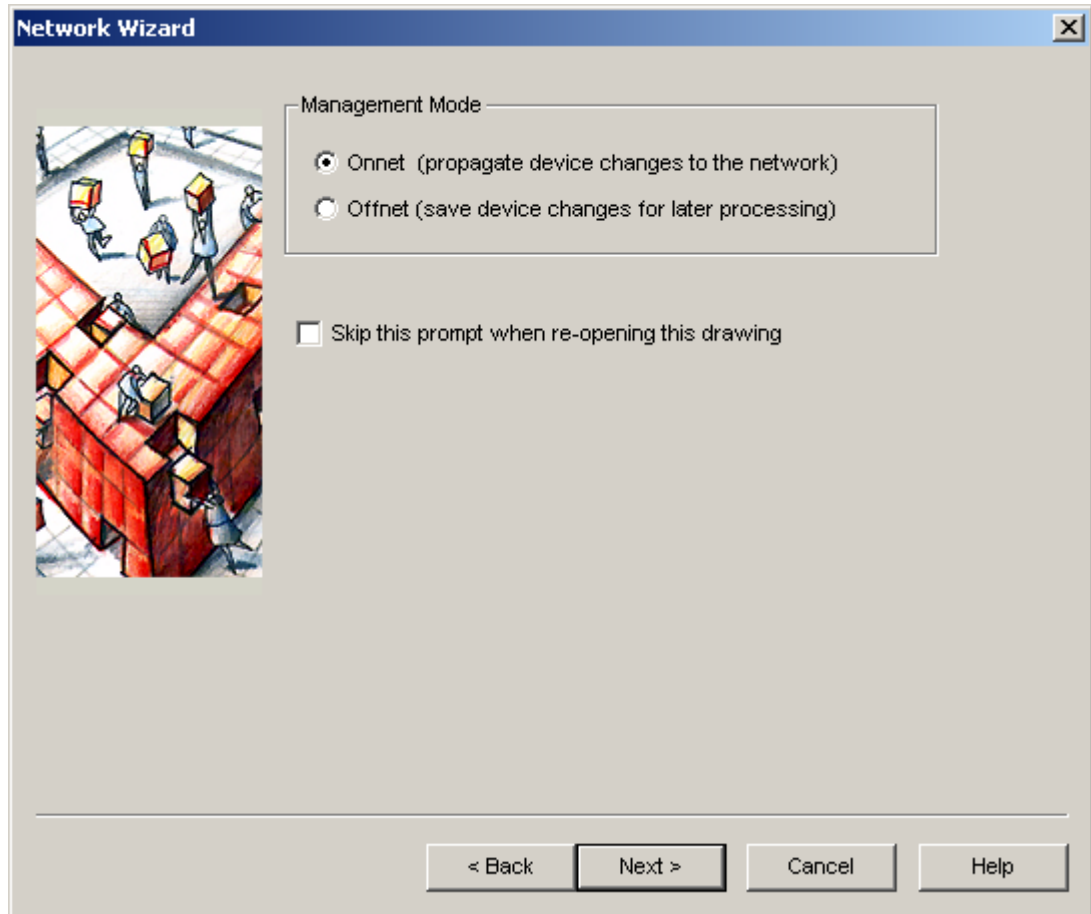 Network Wizard
Management Mode
Onnet (propagate device changes to the network)
Offnet (save device changes for later processing)
Skip this prompt when re-opening this drawing
< Back
Next >
Cancel
Help